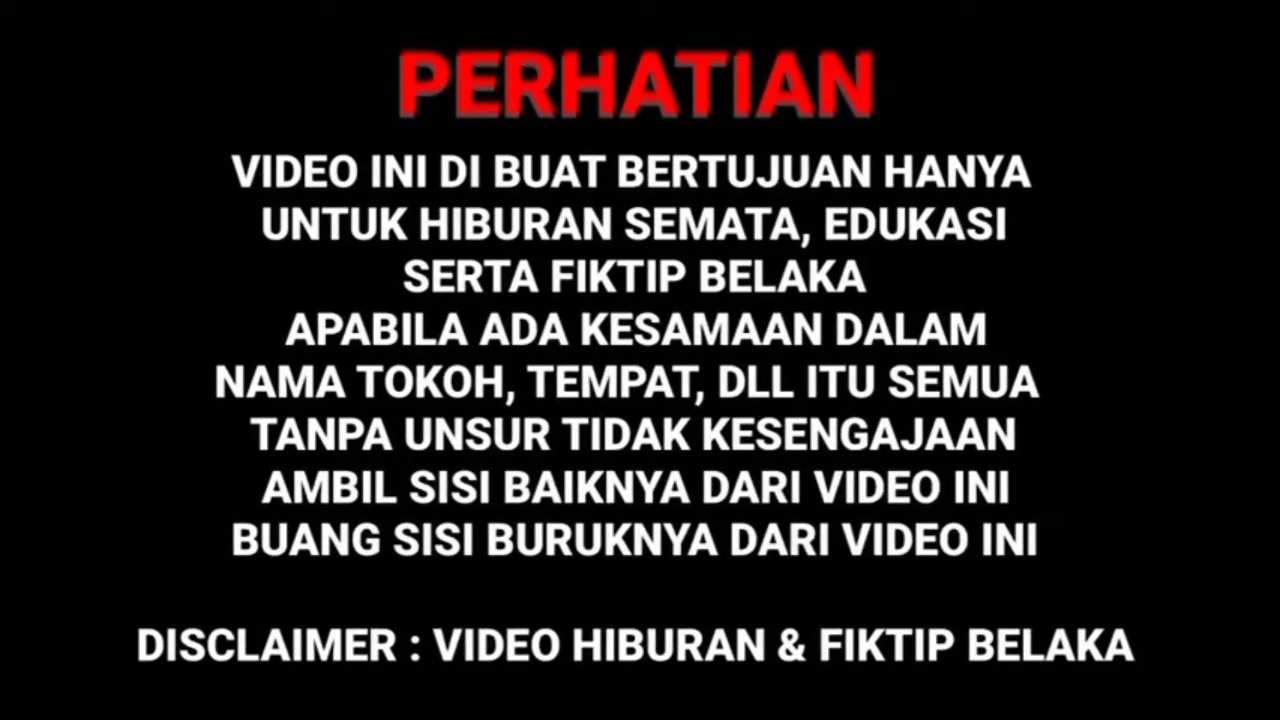 PERHATIAN
VIDEO INI DI BUAT BERTUJUAN HANYA
UNTUK HIBURAN SEMATA, EDUKASI
SERTA FIKTIP BELAKA
APABILA ADA KESAMAAN DALAM
NAMA TOKOH, TEMPAT, DLL ITU SEMUA
TANPA UNSUR TIDAK KESENGAJAAN
AMBIL SISI BAIKNYA DARI VIDEO INI
BUANG SISI BURUKNYA DARI VIDEO INI
DISCLAIMER : VIDEO HIBURAN & FIKTIP BELAKA